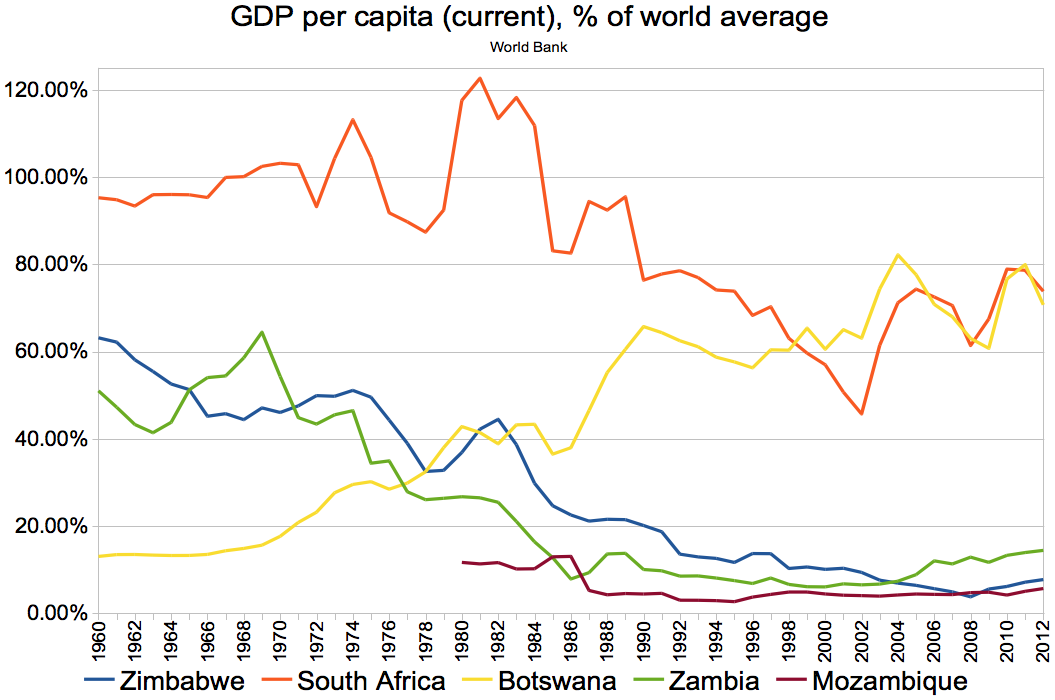 GDP per capita (current), % of world average
World Bank
120.00%
100.00%
80.00%
60.00%
40.00%
20.00%
0.00%
1960 1962 1964 1966 1968 1970 1972 1974 1976 1978 1980 1982 1984 1986 1988 1990 1992 1994 1996 1998 2000 2002 2004 2006 2008 2010 2012
Zimbabwe South Africa Botswana Zambia Mozambique